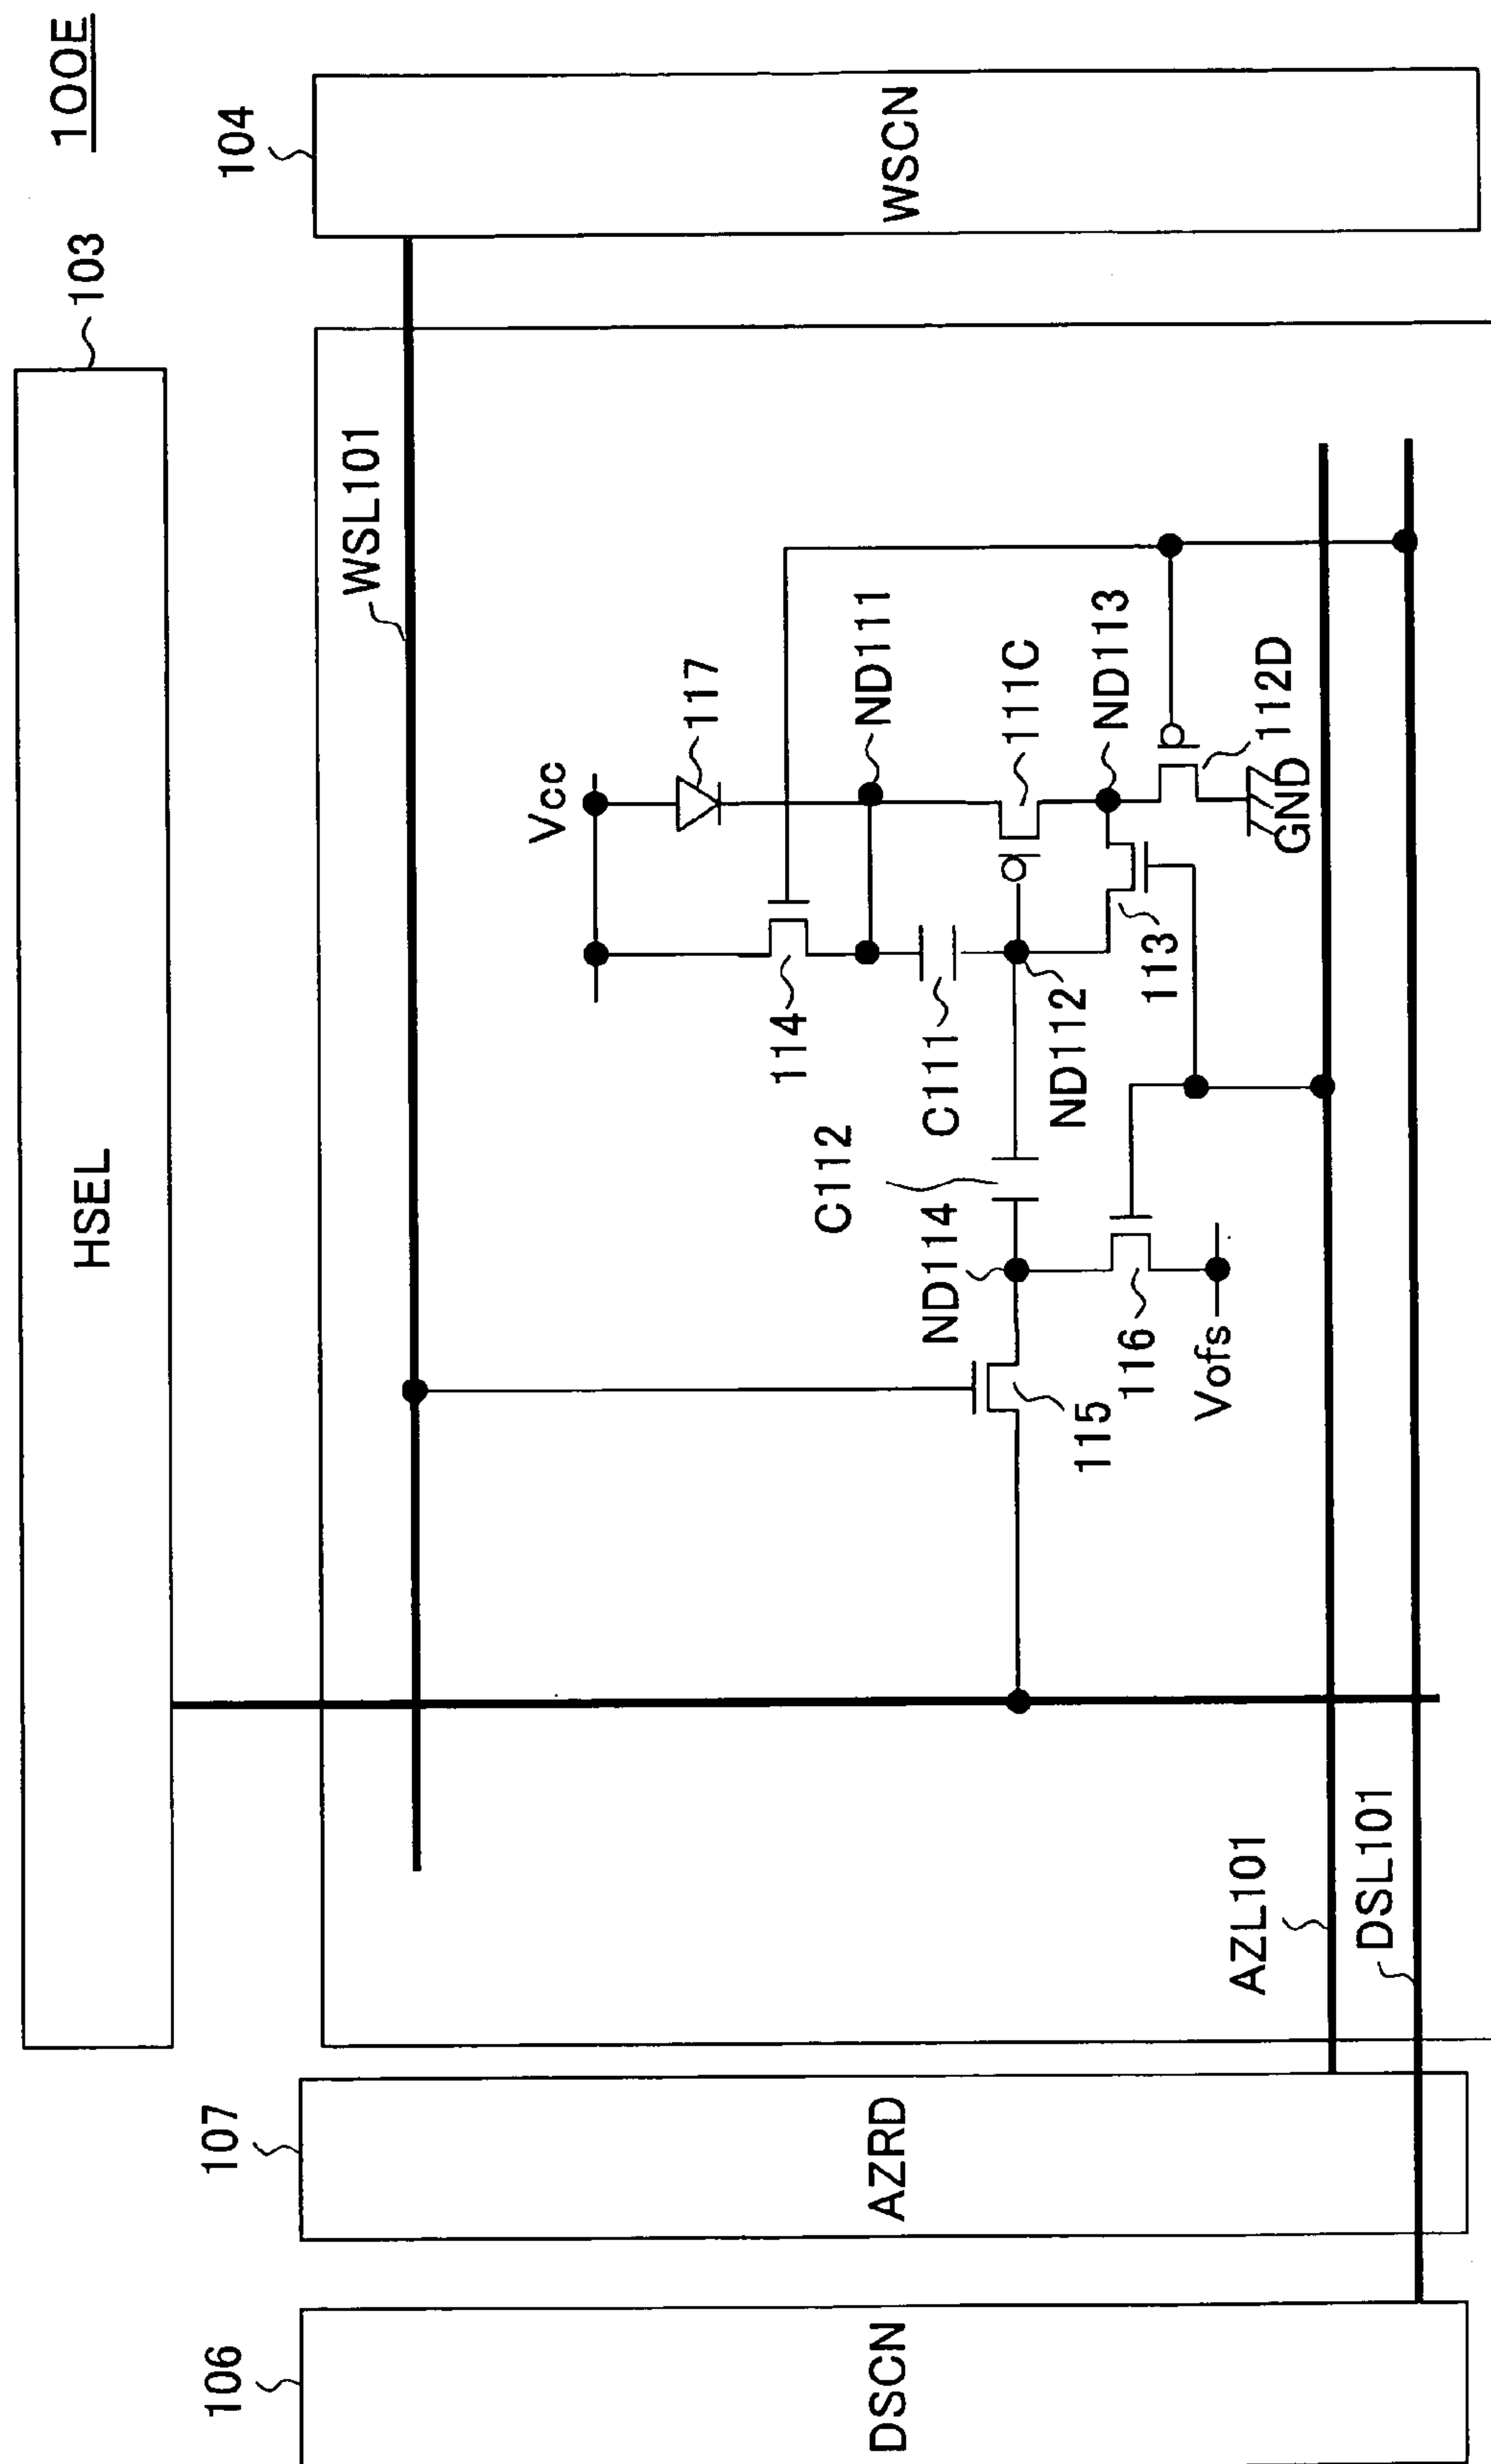 100E
103
HSEL
104
WSCN
WSL101
Vcc
117
114
ND111
C111
111C
C112
ND112
ND113
ND114
113
112D
GND
115
116
Vofs
AZL101
DSL101
107
AZRD
106
DSCN